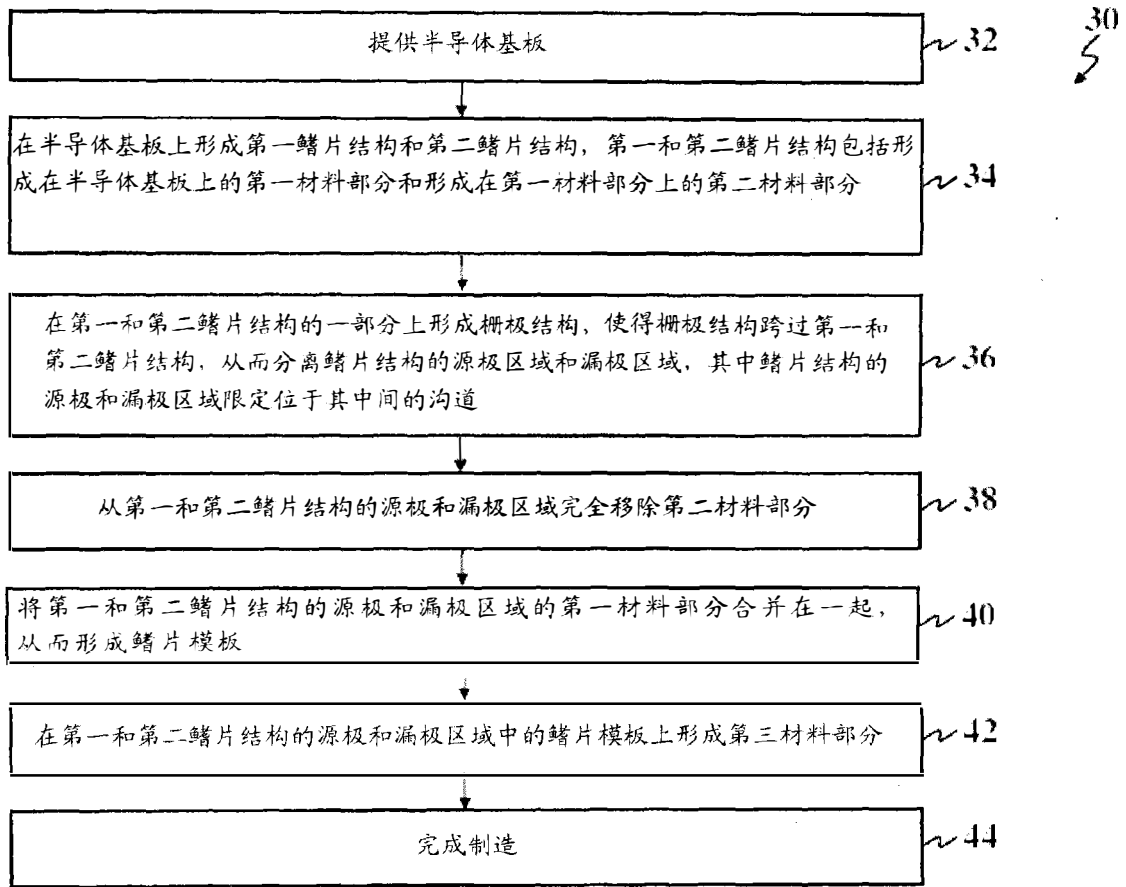 30
提供半导体基板
32
在半导体基板上形成第一鳍片结构和第二鳍片结构，第一和第二鳍片结构包括形
成在半导体基板上的第一材料部分和形成在第一材料部分上的第二材料部分
34
在第一和第二鳍片结构的一部分上形成栅极结构，使得栅极结构跨过第一和
第二鳍片结构，从而分离鳍片结构的源极区域和漏极区域，其中鳍片结构的
源极和漏极区域限定位于其中间的沟道
36
从第一和第二鳍片结构的源极和漏极区域完全移除第二材料部分
38
将第一和第二鳍片结构的源极和漏极区域的第一材料部分合并在一起，
从而形成鳍片模板
40
在第一和第二鳍片结构的源极和漏极区域中的鳍片模板上形成第三材料部分
42
完成制造
44